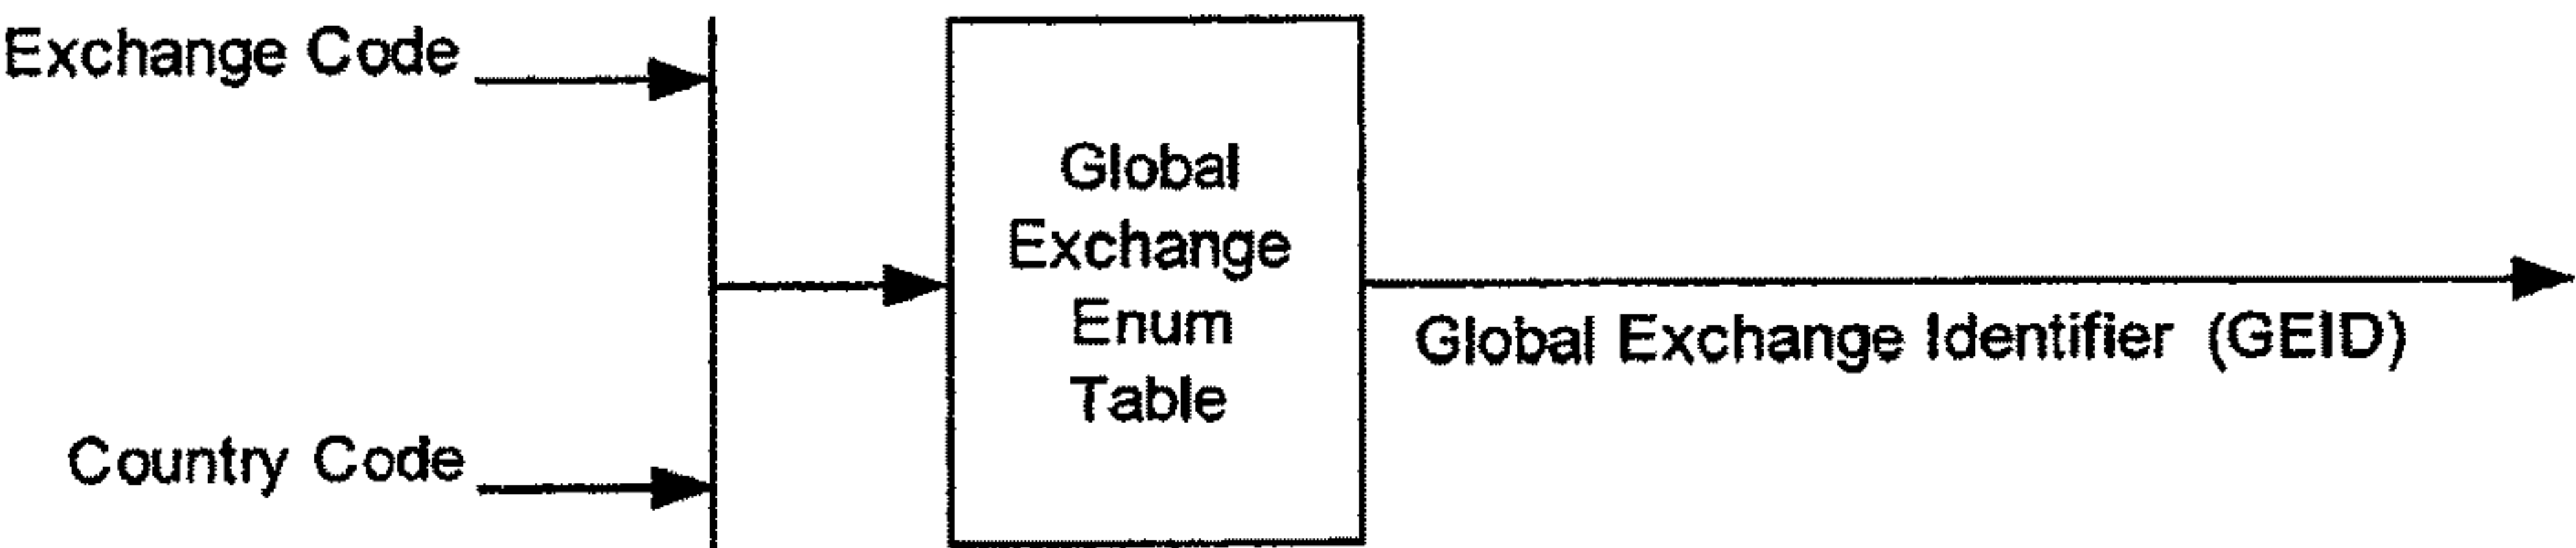 Exchange Code
Country Code
Global
Exchange
Enum
Table
Global Exchange Identifier (GEID)